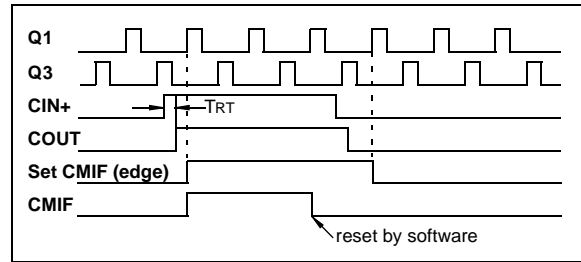 Q1
Q3
CIN+
TRT
COUT
Set CMIF (edge)
CMIF
reset by software